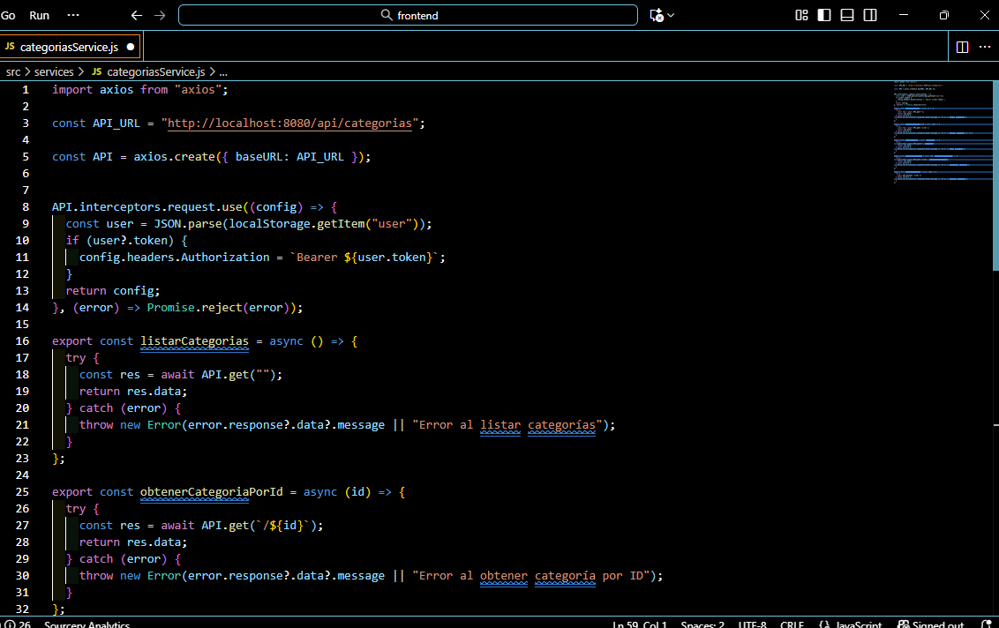 Go Run ...
frontend
JS categoriasService.js
src > services > JS categoriasService.js > ...
1 import axios from "axios";
2
3 const API_URL = "http://localhost:8080/api/categorias";
4
5 const API = axios.create({ baseURL: API_URL });
6
7
8 API.interceptors.request.use((config) => {
9   const user = JSON.parse(localStorage.getItem("user"));
10   if (user?.token) {
11     config.headers.Authorization = `Bearer ${user.token}`;
12   }
13   return config;
14 }, (error) => Promise.reject(error));
15
16 export const listarCategorias = async () => {
17   try {
18     const res = await API.get("");
19     return res.data;
20   } catch (error) {
21     throw new Error(error.response?.data?.message || "Error al listar categorías");
22   }
23 };
24
25 export const obtenerCategoriaPorId = async (id) => {
26   try {
27     const res = await API.get(`/${id}`);
28     return res.data;
29   } catch (error) {
30     throw new Error(error.response?.data?.message || "Error al obtener categoría por ID");
31   }
32 };
26 Sourcery Analytics Ln 59, Col 1 Spaces: 2 UTF-8 CRLF {} JavaScript Signed out